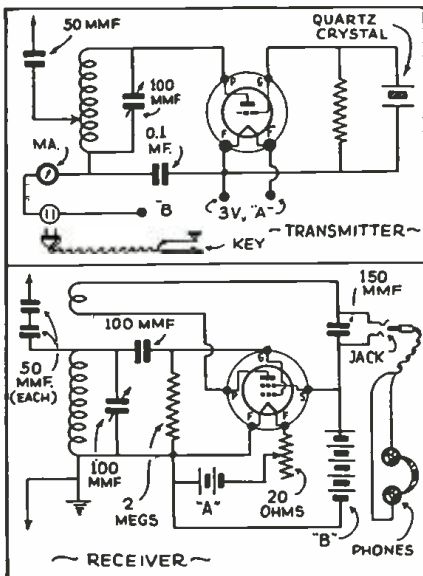 50 MMF
QUARTZ
CRYSTAL
100
MMF
P G
0.1
MF.
MA.
F F
"B
3V, "A"
~TRANSMITTER~
KEY
150
MMF
100 MMF
JACK
50
MMF.
(EACH)
G
P S
F F
100
MMF
2
MEGS
"A"
20
OHMS
"B"
PHONES
~ RECEIVER ~